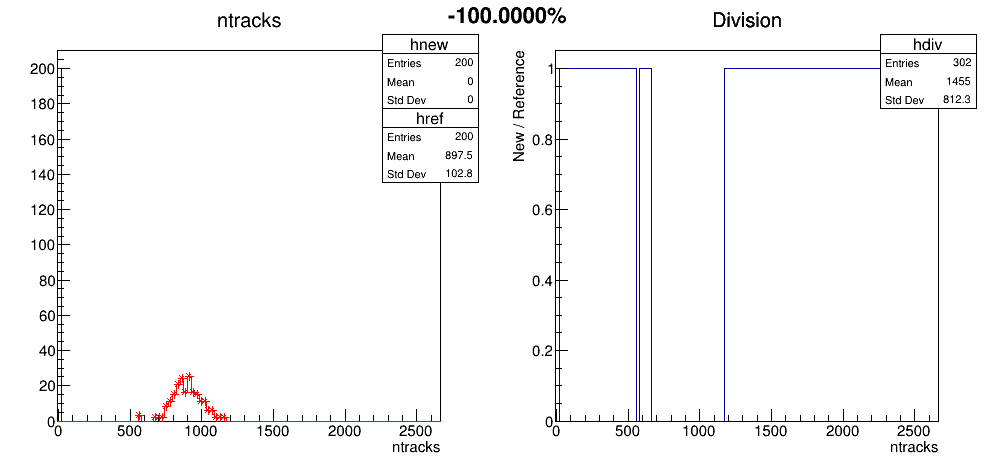 -100.0000%
ntracks
hnew
Entries 200
Mean 0
Std Dev 0
href
Entries 200
Mean 897.5
Std Dev 102.8
200
180
160
140
120
100
80
60
40
20
0
0 500 1000 1500 2000 2500
ntracks
Division
hdiv
Entries 302
Mean 1455
Std Dev 812.3
New / Reference
1
0.8
0.6
0.4
0.2
0
0 500 1000 1500 2000 2500
ntracks